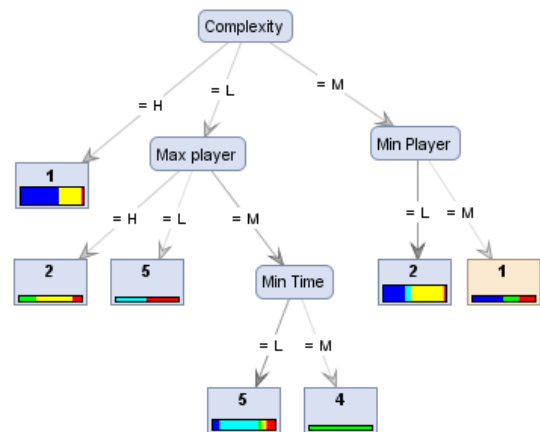 Complexity
= H
= L
= M
1
Max player
Min Player
= H
= L
= M
= L
= M
2
5
Min Time
2
1
= L
= M
5
4